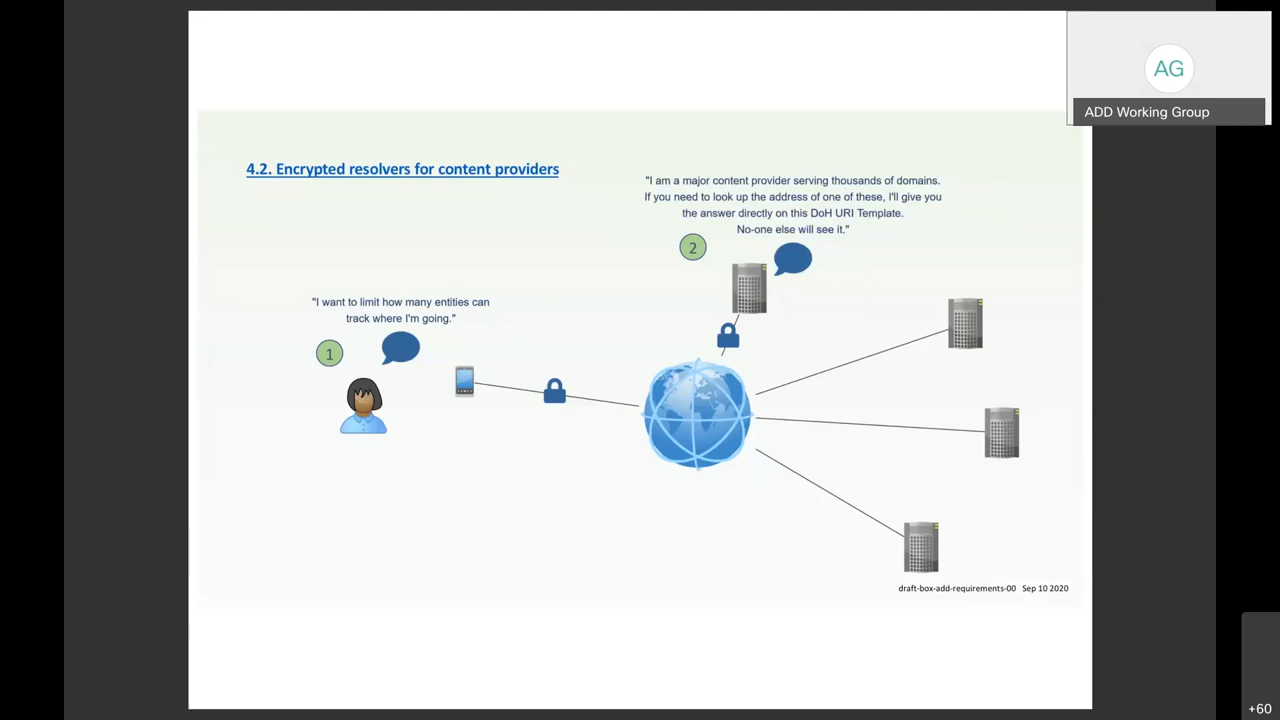 AG
ADD Working Group
4.2. Encrypted resolvers for content providers
"I am a major content provider serving thousands of domains.
If you need to look up the address of one of these, I'll give you
the answer directly on this DoH URI Template.
No-one else will see it."
2
"I want to limit how many entities can
track where I'm going."
1
draft-box-add-requirements-00 Sep 10 2020
+60